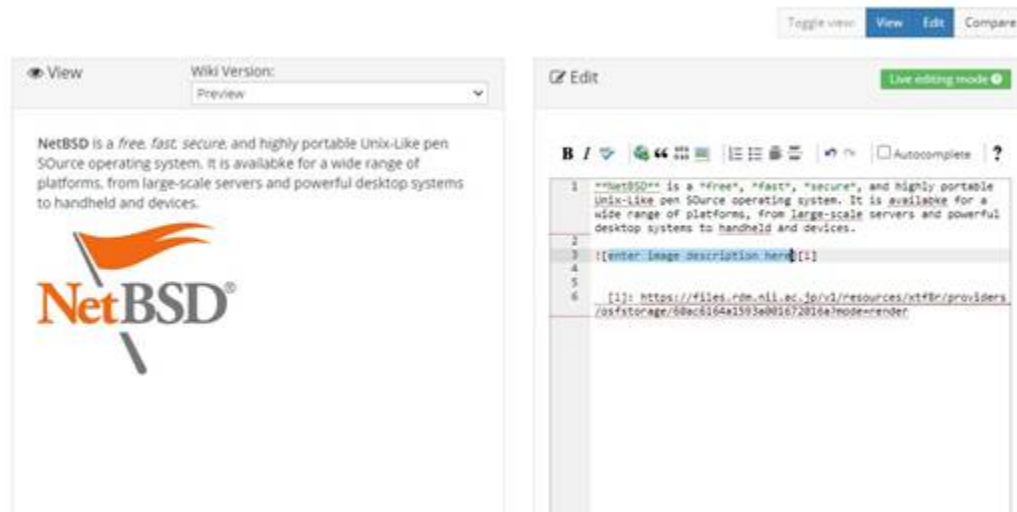 Toggle view: View Edit Compare
View
Wiki Version:
Preview
NetBSD is a free, fast, secure, and highly portable Unix-Like pen
SOurce operating system. It is availabke for a wide range of
platforms, from large-scale servers and powerful desktop systems
to handheld and devices.
NetBSD®
Edit
Live editing mode
B I Autocomplete ?
1 **NetBSD** is a *free*, *fast*, *secure*, and highly portable
Unix-Like pen SOurce operating system. It is availabke for a
wide range of platforms, from large-scale servers and powerful
desktop systems to handheld and devices.
2
3 ![enter image description here][1]
4
5
6 [1]: https://files.rdm.nii.ac.jp/v1/resources/xtf8r/providers
/osfstorage/60ac6164a1593a001672016a?mode=render